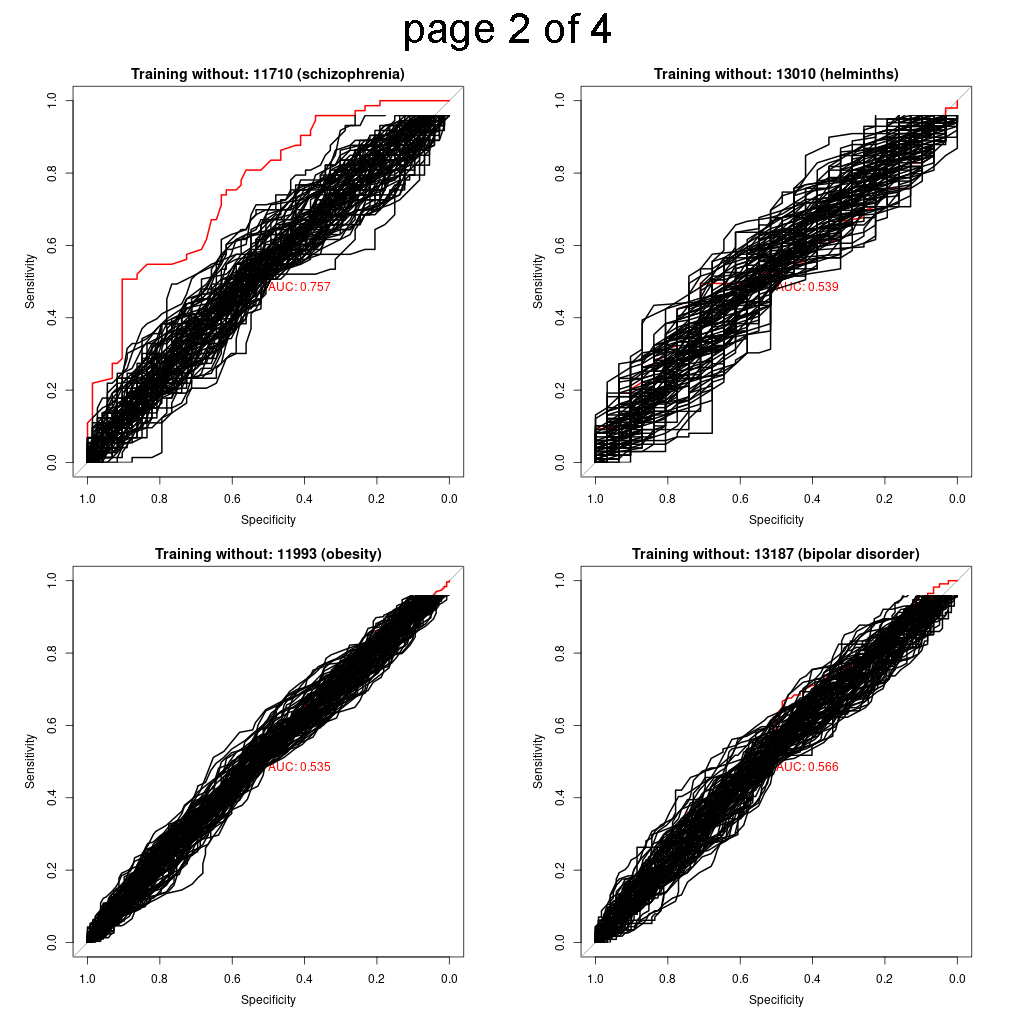 page 2 of 4
Training without: 11710 (schizophrenia)
Sensitivity
1.0
0.8
0.6
0.4
0.2
0.0
AUC: 0.757
1.0 0.8 0.6 0.4 0.2 0.0
Specificity
Training without: 13010 (helminths)
Sensitivity
1.0
0.8
0.6
0.4
0.2
0.0
AUC: 0.539
1.0 0.8 0.6 0.4 0.2 0.0
Specificity
Training without: 11993 (obesity)
Sensitivity
1.0
0.8
0.6
0.4
0.2
0.0
AUC: 0.535
1.0 0.8 0.6 0.4 0.2 0.0
Specificity
Training without: 13187 (bipolar disorder)
Sensitivity
1.0
0.8
0.6
0.4
0.2
0.0
AUC: 0.566
1.0 0.8 0.6 0.4 0.2 0.0
Specificity